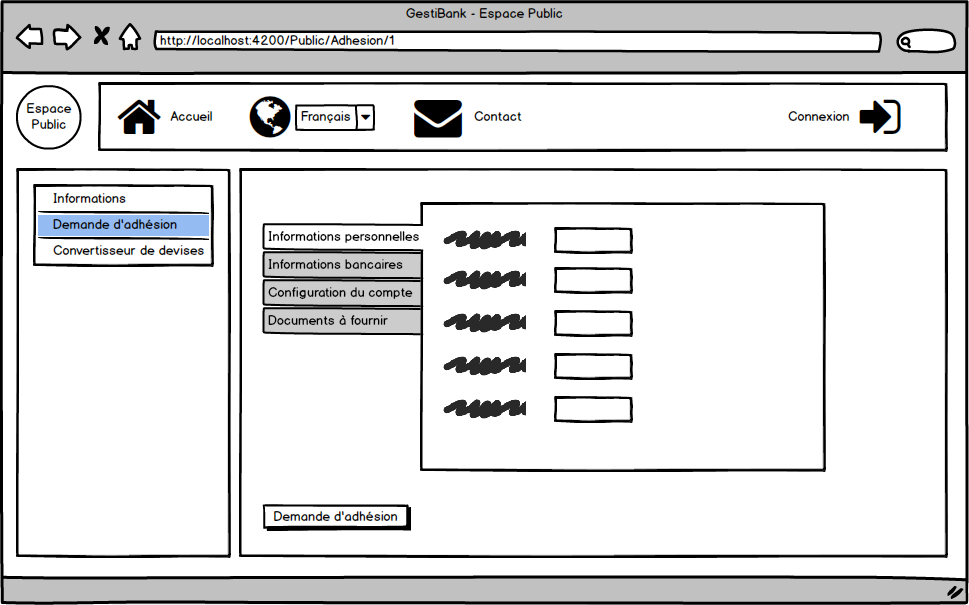 GestiBank - Espace Public
http://localhost:4200/Public/Adhesion/1
Espace
Public
Accueil
Français
Contact
Connexion
Informations
Demande d'adhésion
Convertisseur de devises
Informations personnelles
Informations bancaires
Configuration du compte
Documents à fournir
Demande d'adhésion